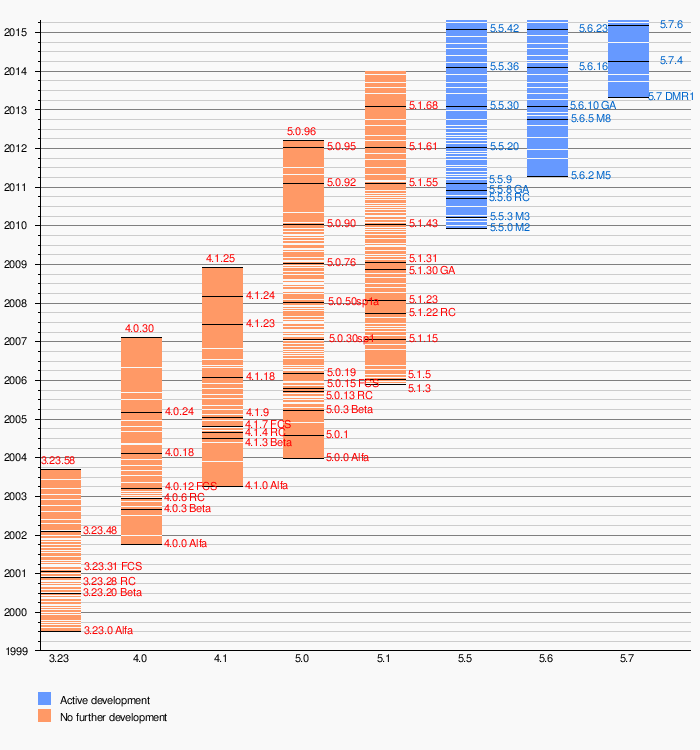 2015
5.5.42
5.6.23
5.7.6
2014
5.5.36
5.6.16
5.7.4
2013
5.1.68
5.5.30
5.6.10 GA
5.7 DMR1
5.6.5 M8
5.0.96
2012
5.0.95
5.1.61
5.5.20
5.6.2 M5
2011
5.0.92
5.1.55
5.5.9
5.5.8 GA
5.5.6 RC
2010
5.0.90
5.1.43
5.5.3 M3
5.5.0 M2
4.1.25
2009
5.0.76
5.1.31
5.1.30 GA
2008
4.1.24
5.0.50sp1a
5.1.23
5.1.22 RC
4.0.30
4.1.23
2007
5.0.30sp1
5.1.15
2006
4.1.18
5.0.19
5.1.5
5.0.15 FCS
5.1.3
5.0.13 RC
2005
4.0.24
4.1.9
5.0.3 Beta
4.1.7 FCS
4.1.4 RC
5.0.1
4.1.3 Beta
2004
3.23.58
4.0.18
5.0.0 Alfa
2003
4.0.12 FCS
4.1.0 Alfa
4.0.6 RC
4.0.3 Beta
2002
3.23.48
4.0.0 Alfa
2001
3.23.31 FCS
3.23.28 RC
3.23.20 Beta
2000
3.23.0 Alfa
1999
3.23
4.0
4.1
5.0
5.1
5.5
5.6
5.7
Active development
No further development